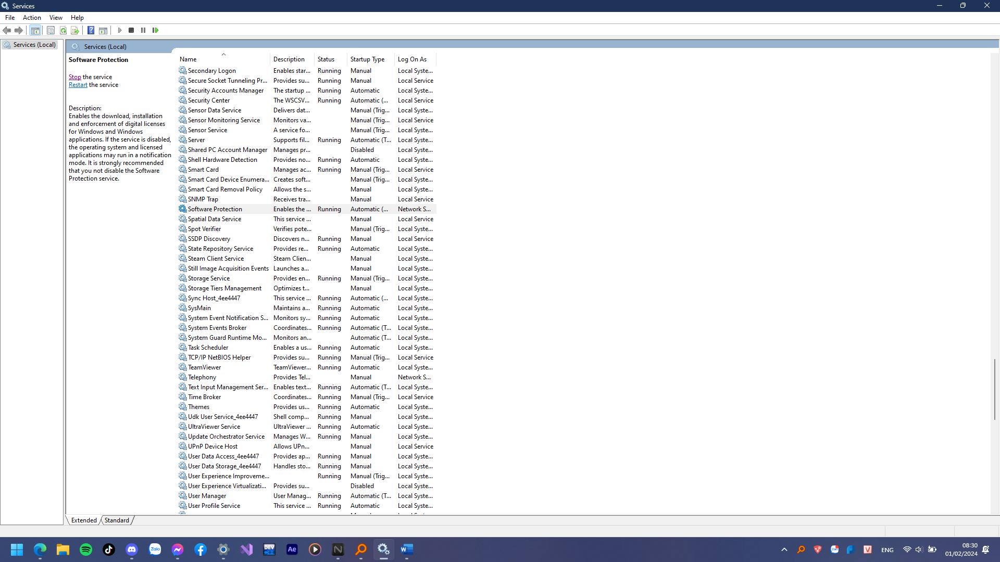 Services
File Action View Help
Services (Local)
Services (Local)
Software Protection
Stop the service
Restart the service
Description:
Enables the download, installation
and enforcement of digital licenses
for Windows and Windows
applications. If the service is disabled,
the operating system and licensed
applications may run in a notification
mode. It is strongly recommended
that you not disable the Software
Protection service.
Name Description Status Startup Type Log On As
Secondary Logon Enables star... Running Manual Local Syste...
Secure Socket Tunneling Pr... Provides su... Running Manual Local Service
Security Accounts Manager The startup ... Running Automatic Local Syste...
Security Center The WSCSV... Running Automatic (... Local Service
Sensor Data Service Delivers dat... Manual (Trig... Local Syste...
Sensor Monitoring Service Monitors va... Manual (Trig... Local Service
Sensor Service A service fo... Manual (Trig... Local Syste...
Server Supports fil... Running Automatic (T... Local Syste...
Shared PC Account Manager Manages pr... Disabled Local Syste...
Shell Hardware Detection Provides no... Running Automatic Local Syste...
Smart Card Manages ac... Running Manual (Trig... Local Service
Smart Card Device Enumera... Creates soft... Manual (Trig... Local Syste...
Smart Card Removal Policy Allows the s... Manual Local Syste...
SNMP Trap Receives tra... Manual Local Service
Software Protection Enables the ... Running Automatic (... Network S...
Spatial Data Service This service ... Manual Local Service
Spot Verifier Verifies pote... Manual (Trig... Local Syste...
SSDP Discovery Discovers n... Running Manual Local Service
State Repository Service Provides re... Running Automatic Local Syste...
Steam Client Service Steam Clien... Manual Local Syste...
Still Image Acquisition Events Launches a... Manual Local Syste...
Storage Service Provides en... Running Manual (Trig... Local Syste...
Storage Tiers Management Optimizes t... Manual Local Syste...
Sync Host_4ee4447 This service ... Running Automatic (... Local Syste...
SysMain Maintains a... Running Automatic Local Syste...
System Event Notification S... Monitors sy... Running Automatic Local Syste...
System Events Broker Coordinates... Running Automatic (T... Local Syste...
System Guard Runtime Mo... Monitors an... Automatic (T... Local Syste...
Task Scheduler Enables a us... Running Automatic Local Syste...
TCP/IP NetBIOS Helper Provides su... Running Manual (Trig... Local Service
TeamViewer TeamViewer... Running Automatic Local Syste...
Telephony Provides Tel... Manual Network S...
Text Input Management Ser... Enables text... Running Automatic (T... Local Syste...
Time Broker Coordinates... Running Manual (Trig... Local Service
Themes Provides us... Running Automatic Local Syste...
Udk User Service_4ee4447 Shell comp... Running Manual Local Syste...
UltraViewer Service UltraViewer ... Running Automatic Local Syste...
Update Orchestrator Service Manages W... Running Manual Local Syste...
UPnP Device Host Allows UPn... Manual Local Service
User Data Access_4ee4447 Provides ap... Running Manual Local Syste...
User Data Storage_4ee4447 Handles sto... Running Manual Local Syste...
User Experience Improveme... Running Manual (Trig... Local Syste...
User Experience Virtualizati... Provides su... Disabled Local Syste...
User Manager User Manag... Running Automatic (T... Local Syste...
User Profile Service This service ... Running Automatic Local Syste...
Extended Standard
Zalo DEV Ae N W
ENG
08:30
01/02/2024